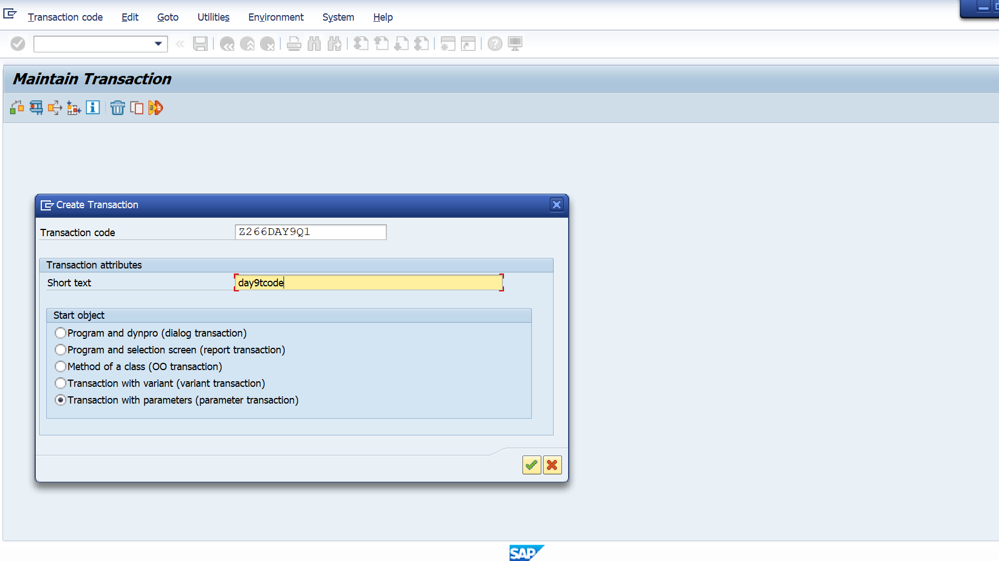 Transaction code Edit Goto Utilities Environment System Help
Maintain Transaction
Create Transaction
Transaction code Z266DAY9Q1
Transaction attributes
Short text day9tcode
Start object
Program and dynpro (dialog transaction)
Program and selection screen (report transaction)
Method of a class (OO transaction)
Transaction with variant (variant transaction)
Transaction with parameters (parameter transaction)
SAP